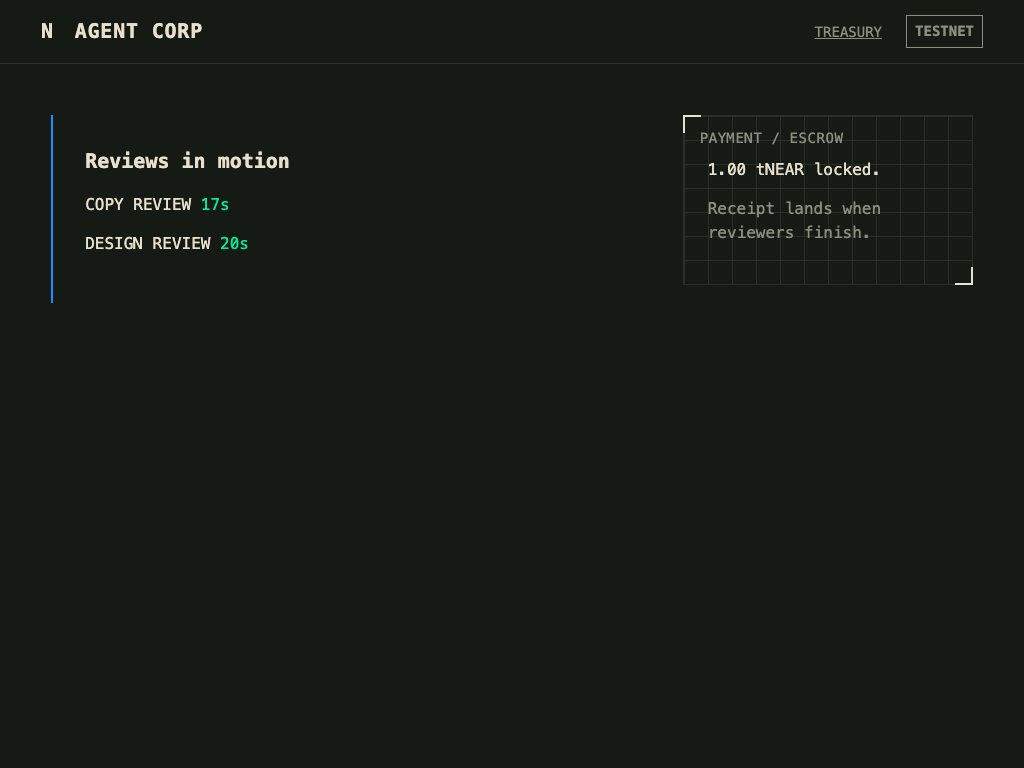 N AGENT CORP
TREASURY
TESTNET
Reviews in motion
COPY REVIEW 17s
DESIGN REVIEW 20s
PAYMENT / ESCROW
1.00 tNEAR locked.
Receipt lands when
reviewers finish.